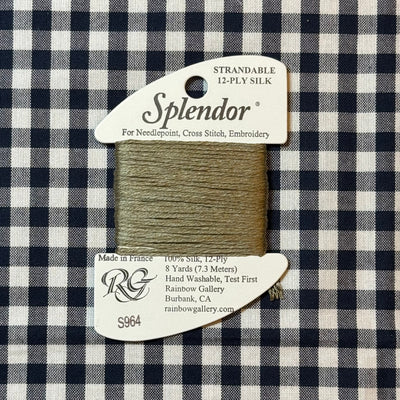 STRANDABLE
12-PLY SILK
Splendor®
For Needlepoint, Cross Stitch, Embroidery
Made in France
100% Silk, 12-Ply
8 Yards (7.3 Meters)
Hand Washable, Test First
Rainbow Gallery
Burbank, CA
rainbowgallery.com
RG
S964